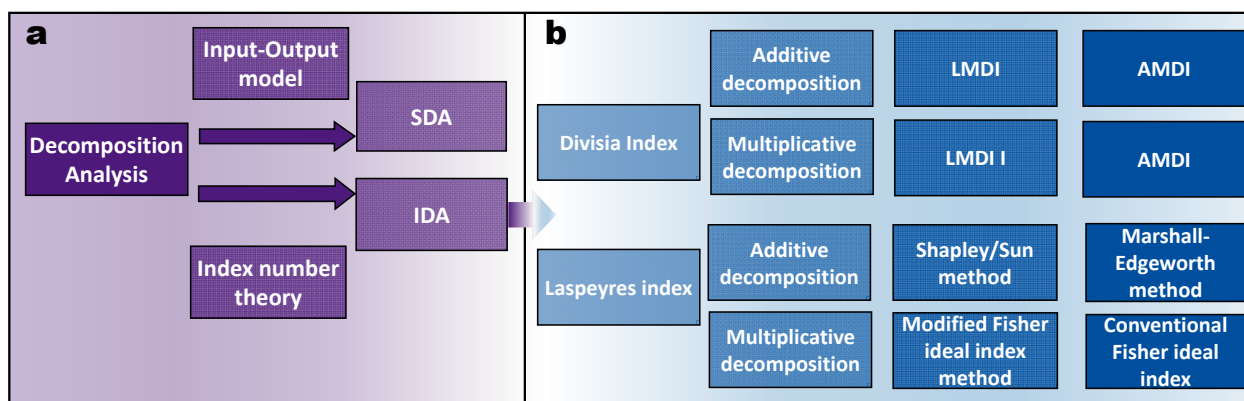 a
Input-Output
model
SDA
Decomposition
Analysis
IDA
Index number
theory
b
Additive
decomposition
LMDI
AMDI
Divisia Index
Multiplicative
decomposition
LMDI I
AMDI
Laspeyres index
Additive
decomposition
Shapley/Sun
method
Marshall-
Edgeworth
method
Multiplicative
decomposition
Modified Fisher
ideal index
method
Conventional
Fisher ideal
index